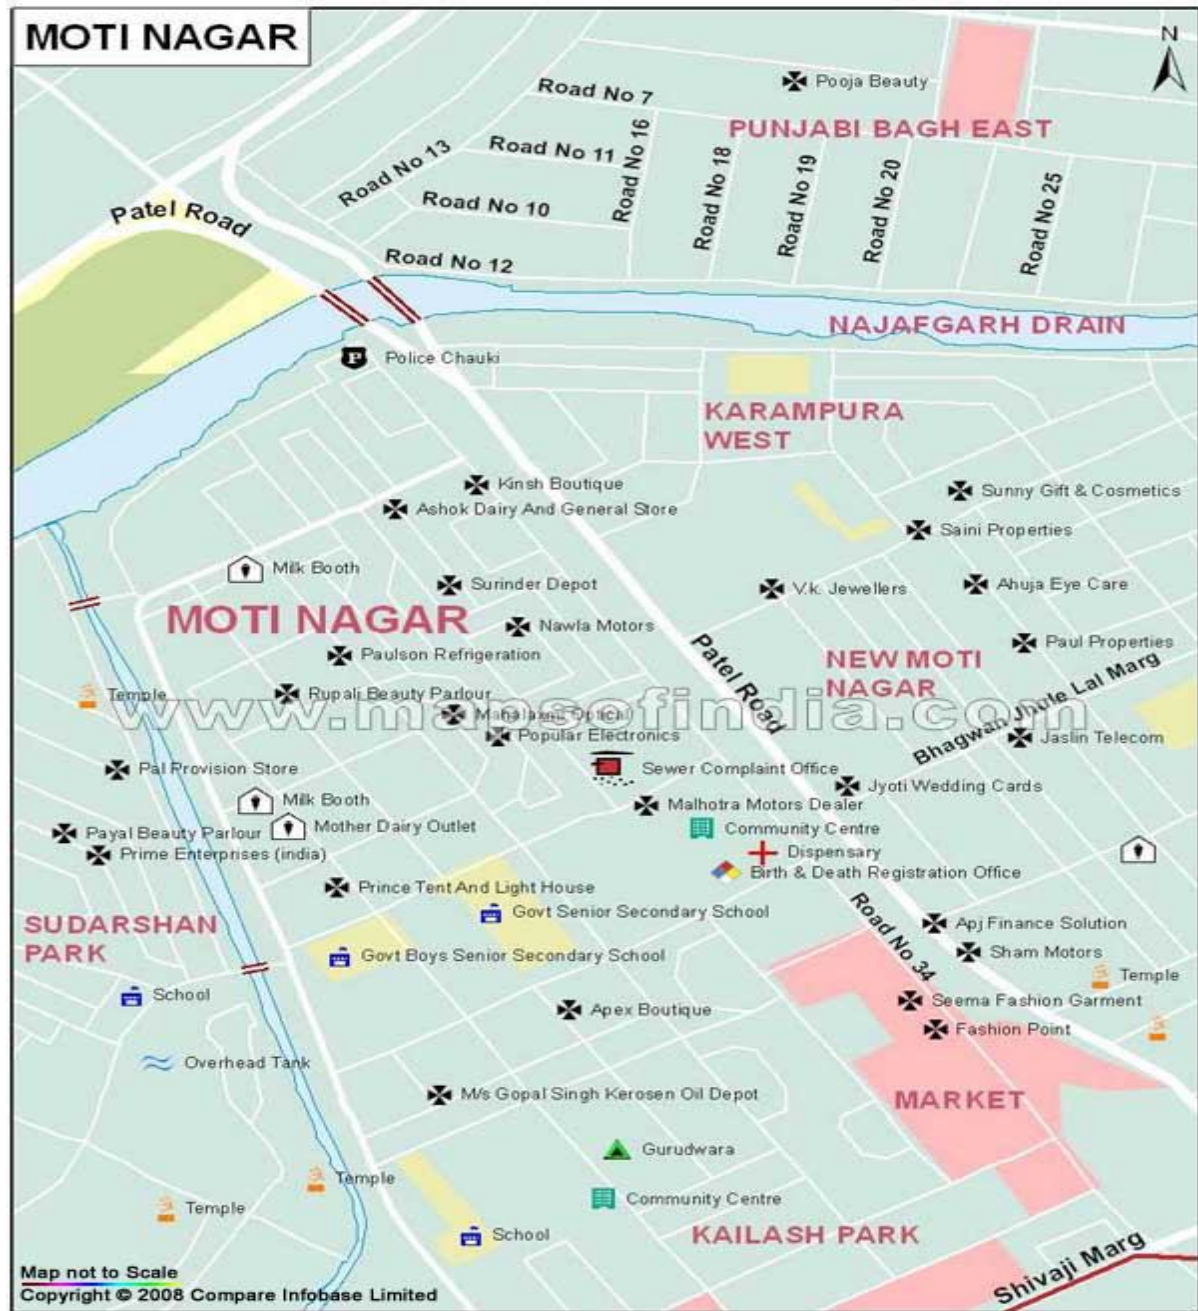 MOTI NAGAR
N
Pooja Beauty
Road No 7
PUNJABI BAGH EAST
Road No 13
Road No 11
Road No 16
Road No 18
Road No 19
Road No 20
Road No 25
Patel Road
Road No 10
Road No 12
NAJAFGARH DRAIN
P
Police Chauki
KARAMPURA
WEST
Kinsh Boutique
Sunny Gift & Cosmetics
Ashok Dairy And General Store
Saini Properties
Milk Booth
Surinder Depot
V.k. Jewellers
Ahuja Eye Care
MOTI NAGAR
Nawla Motors
Paul Properties
Patel Road
Paulson Refrigeration
NEW MOTI
NAGAR
Bhagwan Jhule Lal Marg
Temple
Rupali Beauty Parlour
www.mapsofindia.com
Mahalaxmi Optical
Popular Electronics
Jaslin Telecom
Pal Provision Store
Sewer Complaint Office
Jyoti Wedding Cards
Milk Booth
Malhotra Motors Dealer
Payal Beauty Parlour
Mother Dairy Outlet
Community Centre
Prime Enterprises (india)
Dispensary
Birth & Death Registration Office
Prince Tent And Light House
Road No 34
SUDARSHAN
PARK
Govt Senior Secondary School
Apj Finance Solution
Govt Boys Senior Secondary School
Sham Motors
Temple
School
Seema Fashion Garment
Apex Boutique
Fashion Point
Overhead Tank
M/s Gopal Singh Kerosen Oil Depot
MARKET
Gurudwara
Temple
Community Centre
Temple
School
KAILASH PARK
Shivaji Marg
Map not to Scale
Copyright © 2008 Compare Infobase Limited